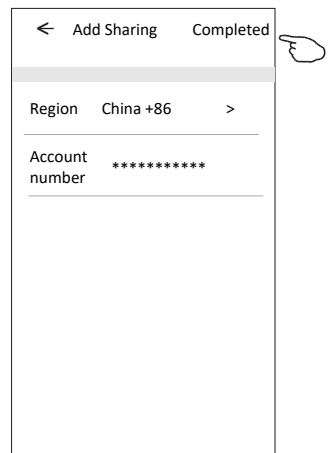 ← Add Sharing Completed
Region China +86 >
Account
number ***********